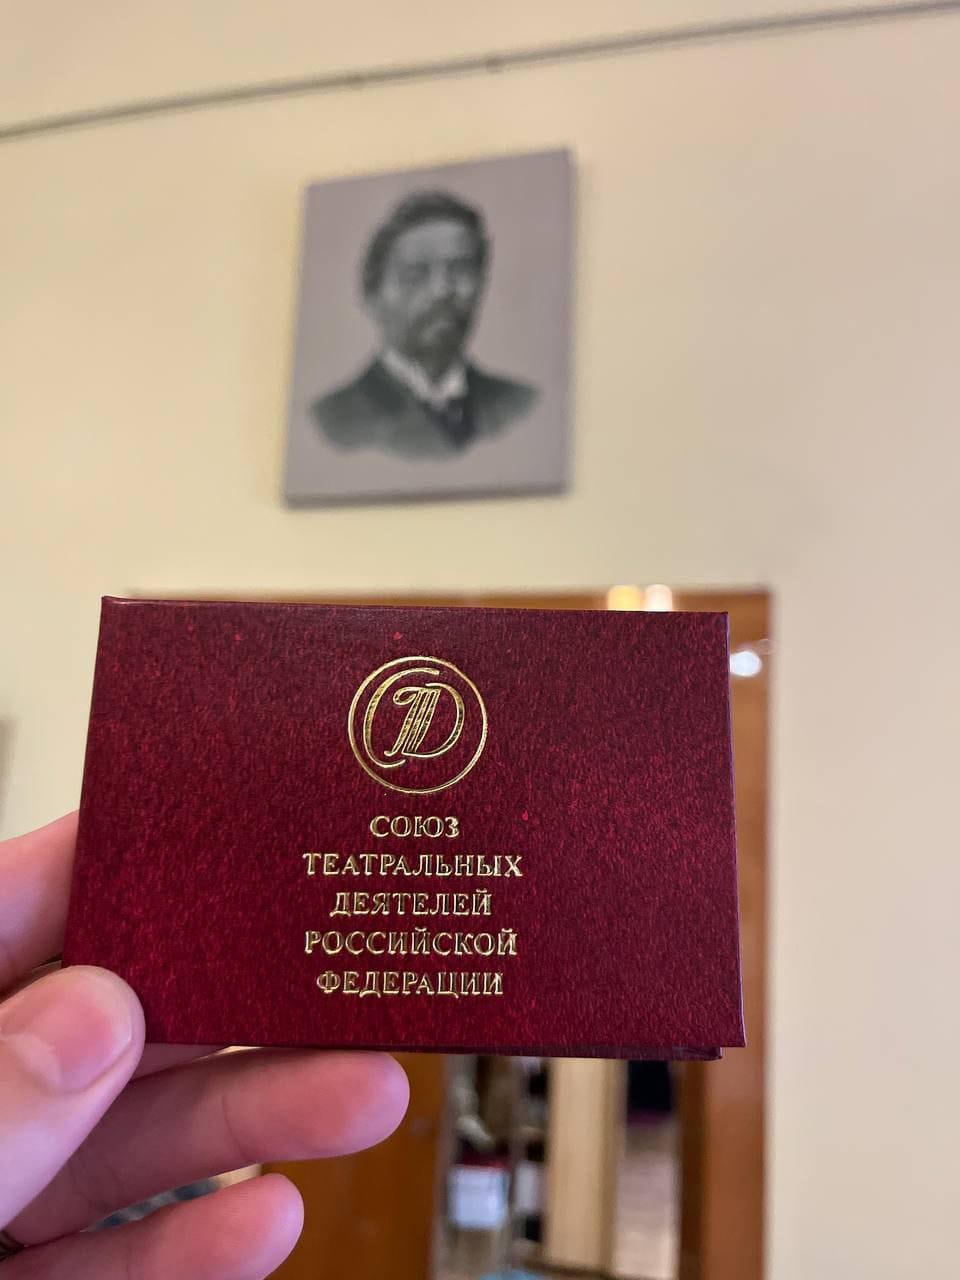 СОЮЗ
ТЕАТРАЛЬНЫХ
ДЕЯТЕЛЕЙ
РОССИЙСКОЙ
ФЕДЕРАЦИИ